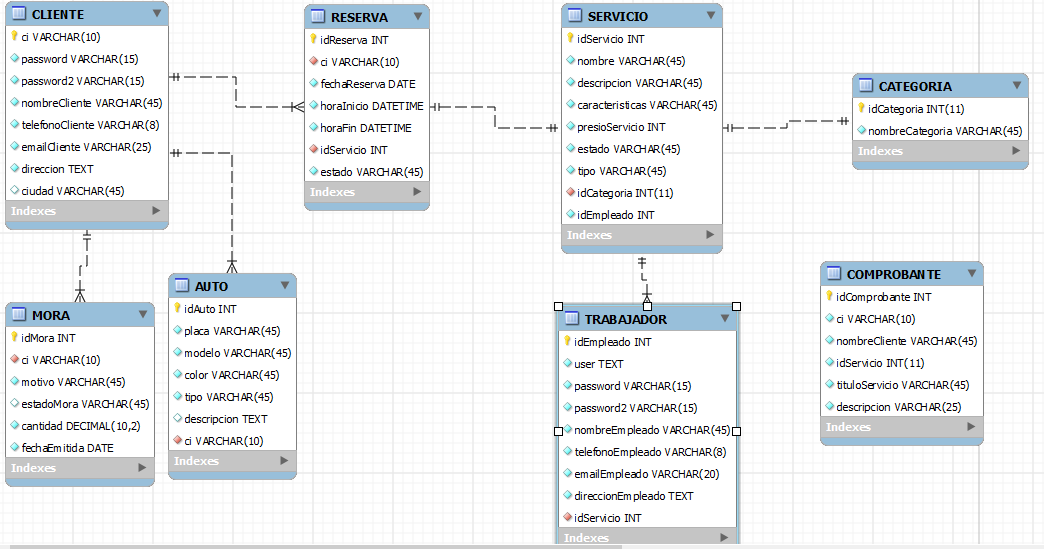 CLIENTE
ci VARCHAR(10)
password VARCHAR(15)
password2 VARCHAR(15)
nombreCliente VARCHAR(45)
telefonoCliente VARCHAR(8)
emailCliente VARCHAR(25)
direccion TEXT
ciudad VARCHAR(45)
Indexes
RESERVA
idReserva INT
ci VARCHAR(10)
fechaReserva DATE
horaInicio DATETIME
horaFin DATETIME
idServicio INT
estado VARCHAR(45)
Indexes
SERVICIO
idServicio INT
nombre VARCHAR(45)
descripcion VARCHAR(45)
caracteristicas VARCHAR(45)
presioServicio INT
estado VARCHAR(45)
tipo VARCHAR(45)
idCategoria INT(11)
idEmpleado INT
Indexes
CATEGORIA
idCategoria INT(11)
nombreCategoria VARCHAR(45)
Indexes
MORA
idMora INT
ci VARCHAR(10)
motivo VARCHAR(45)
estadoMora VARCHAR(45)
cantidad DECIMAL(10,2)
fechaEmitida DATE
Indexes
AUTO
idAuto INT
placa VARCHAR(45)
modelo VARCHAR(45)
color VARCHAR(45)
tipo VARCHAR(45)
descripcion TEXT
ci VARCHAR(10)
Indexes
TRABAJADOR
idEmpleado INT
user TEXT
password VARCHAR(15)
password2 VARCHAR(15)
nombreEmpleado VARCHAR(45)
telefonoEmpleado VARCHAR(8)
emailEmpleado VARCHAR(20)
direccionEmpleado TEXT
idServicio INT
Indexes
COMPROBANTE
idComprobante INT
ci VARCHAR(10)
nombreCliente VARCHAR(45)
idServicio INT(11)
tituloServicio VARCHAR(45)
descripcion VARCHAR(25)
Indexes